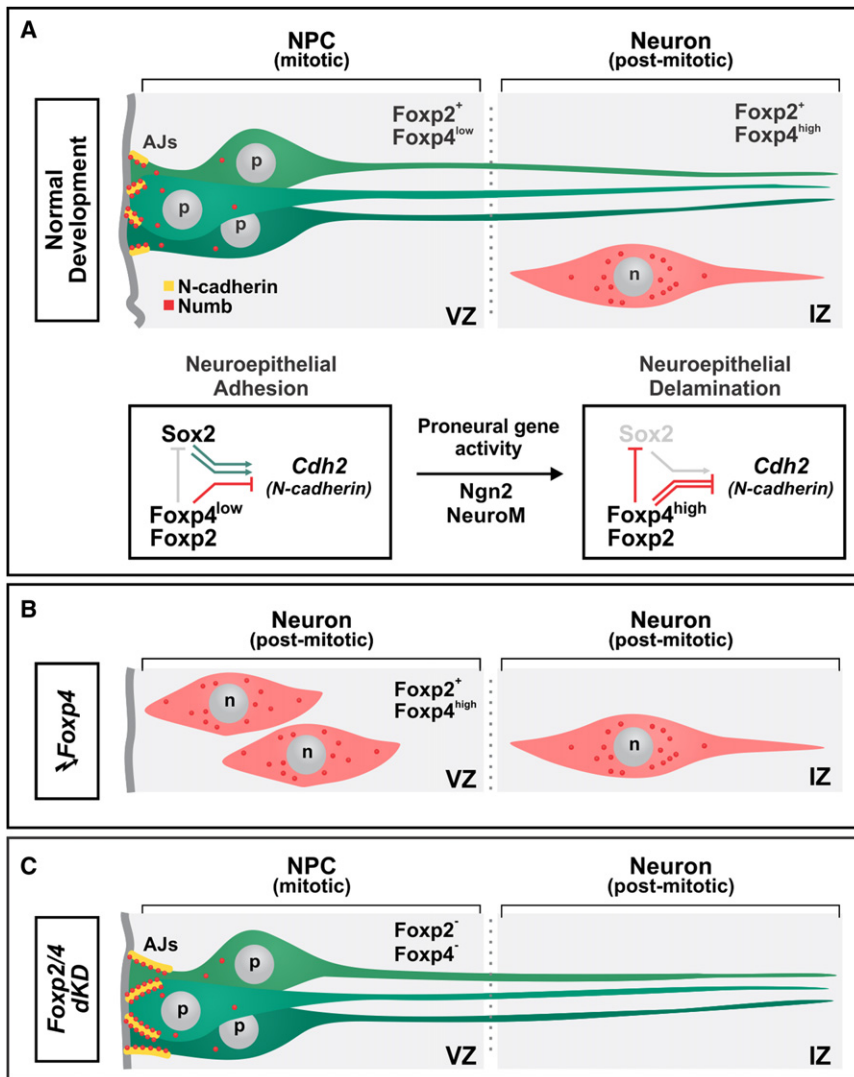 A
NPC
(mitotic)
Neuron
(post-mitotic)
Normal
Development
AJs
Foxp2+
Foxp4low
Foxp2+
Foxp4high
p
p
p
n
N-cadherin
Numb
VZ
IZ
Neuroepithelial
Adhesion
Neuroepithelial
Delamination
Sox2
Cdh2
(N-cadherin)
Foxp4low
Foxp2
Proneural gene
activity
Ngn2
NeuroM
Sox2
Cdh2
(N-cadherin)
Foxp4high
Foxp2
B
Neuron
(post-mitotic)
Neuron
(post-mitotic)
Foxp4
n
n
n
Foxp2+
Foxp4high
VZ
IZ
C
NPC
(mitotic)
Neuron
(post-mitotic)
Foxp2/4
dKD
AJs
Foxp2-
Foxp4-
p
p
p
VZ
IZ